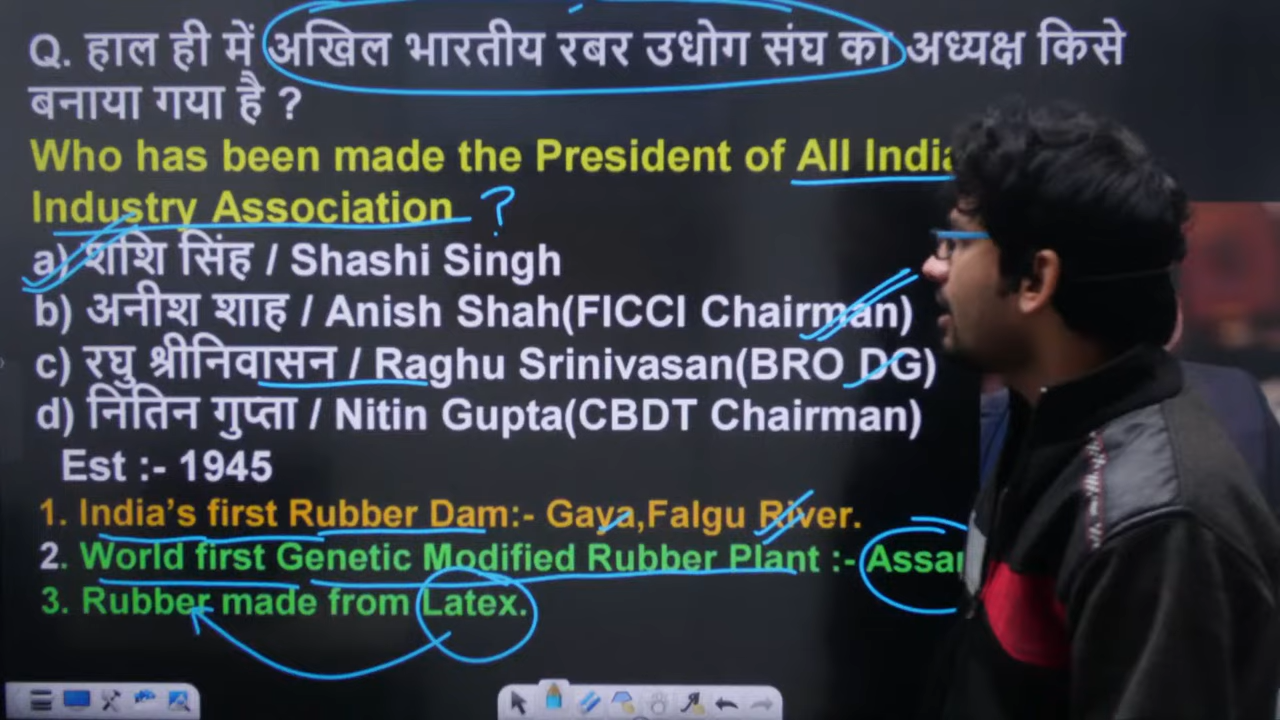 Q. हाल ही में अखिल भारतीय रबर उधोग संघ का अध्यक्ष किसे
बनाया गया है ?
Who has been made the President of All India
Industry Association ?
a) शशि सिंह / Shashi Singh
b) अनीश शाह / Anish Shah(FICCI Chairman)
c) रघु श्रीनिवासन / Raghu Srinivasan(BRO DG)
d) नितिन गुप्ता / Nitin Gupta(CBDT Chairman)
Est :- 1945
1. India's first Rubber Dam:- Gaya,Falgu River.
2. World first Genetic Modified Rubber Plant :-
3. Rubber made from Latex.